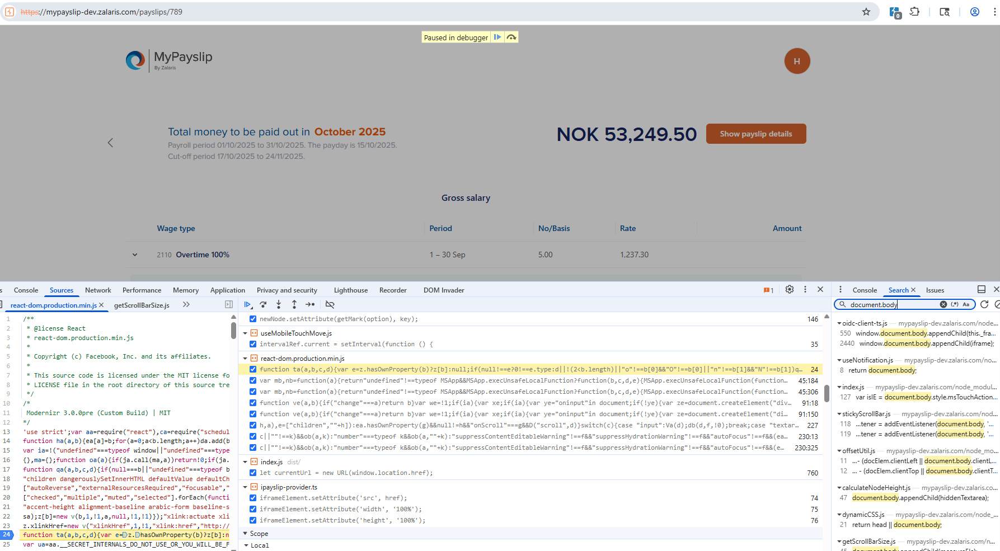 https://mypayslip-dev.zalaris.com/payslips/789
0
Paused in debugger
MyPayslip
By Zalaris
H
Total money to be paid out in October 2025
Payroll period 01/10/2025 to 31/10/2025. The payday is 15/10/2025.
Cut-off period 17/10/2025 to 24/11/2025.
NOK 53,249.50
Show payslip details
Gross salary
Wage type Period No/Basis Rate Amount
2110 Overtime 100% 1 – 30 Sep 5.00 1,237.30
s Console Sources Network Performance Memory Application Privacy and security Lighthouse Recorder DOM Invader 1
react-dom.production.min.js getScrollBarSize.js
1 /**
2 * @license React
3 * react-dom.production.min.js
4 *
5 * Copyright (c) Facebook, Inc. and its affiliates.
6 *
7 * This source code is licensed under the MIT license fo
8 * LICENSE file in the root directory of this source tre
9 */
10 /*
11 Modernizr 3.0.0pre (Custom Build) | MIT
12 */
13 'use strict';var aa=require("react"),ca=require("schedul
14 function ha(a,b){ea[a]=b;for(a=0;a<b.length;a++)da.add(b
15 var ia=!("undefined"===typeof window||"undefined"===type
16 {},ma={};function oa(a){if(ja.call(ma,a))return!0;if(ja.
17 function qa(a,b,c,d){if(null===b||"undefined"===typeof b
18 "children dangerouslySetInnerHTML defaultValue defaultCh
19 ["autoReverse","externalResourcesRequired","focusable","
20 ["checked","multiple","muted","selected"].forEach(functi
21 "accent-height alignment-baseline arabic-form baseline-s
22 sa);z[b]=new v(b,1,!1,a,null,!1,!1)});"xlink:actuate xli
23 z.xlinkHref=new v("xlinkHref",1,!1,"xlink:href","http://
24 function ta(a,b,c,d){var e=z.hasOwnProperty(b)?z[b]:n
25 var ua=aa.__SECRET_INTERNALS_DO_NOT_USE_OR_YOU_WILL_BE_F
newNode.setAttribute(getMark(option), key); 146
useMobileTouchMove.js
intervalRef.current = setInterval(function () { 35
react-dom.production.min.js
function ta(a,b,c,d){var e=z.hasOwnProperty(b)?z[b]:null;if(null!==e?0!==e.type:d||!(2<b.length)||"o"!==b[0]&&"O"!==b[0]||"n"!==b[1]&&"N"!==b[1])q… 24
var mb,nb=function(a){return"undefined"!==typeof MSApp&&MSApp.execUnsafeLocalFunction?function(b,c,d,e){MSApp.execUnsafeLocalFunction(function… 45:184
var mb,nb=function(a){return"undefined"!==typeof MSApp&&MSApp.execUnsafeLocalFunction?function(b,c,d,e){MSApp.execUnsafeLocalFunction(function… 45:306
function ve(a,b){if("change"===a)return b}var we=!1;if(ia){var xe;if(ia){var ye="oninput"in document;if(!ye){var ze=document.createElement("div… 91:18
function ve(a,b){if("change"===a)return b}var we=!1;if(ia){var xe;if(ia){var ye="oninput"in document;if(!ye){var ze=document.createElement("di… 91:150
h,a),e=["children",""+h]):ea.hasOwnProperty(g)&&null!=h&&"onScroll"===g&&D("scroll",d)}switch(c){case "input":Va(d);db(d,f,!0);break;case "textar… 227
c||""!==k)&&ob(a,k):"number"===typeof k&&ob(a,""+k):"suppressContentEditableWarning"!==f&&"suppressHydrationWarning"!==f&&"autoFocus"!==f&&(ea… 230:13
c||""!==k)&&ob(a,k):"number"===typeof k&&ob(a,""+k):"suppressContentEditableWarning"!==f&&"suppressHydrationWarning"!==f&&"autoFocus"!==f&&(e… 230:325
index.js dist/
let currentUrl = new URL(window.location.href); 760
ipayslip-provider.ts
iframeElement.setAttribute('src', href); 74
iframeElement.setAttribute('width', '100%'); 75
iframeElement.setAttribute('height', '100%'); 76
Scope
Local
Console Search Issues
document.body (.*) Aa
oidc-client-ts.js — mypayslip-dev.zalaris.com/node…
550 window.document.body.appendChild(this._fra…
2440 window.document.body.appendChild(iframe);
useNotification.js — mypayslip-dev.zalaris.com/nod…
8 return document.body;
index.js — mypayslip-dev.zalaris.com/node_modul…
127 var isIE = document.body.style.msTouchAction…
stickyScrollBar.js — mypayslip-dev.zalaris.com/nod…
118 …tener = addEventListener(document.body, '…
119 …tener = addEventListener(document.body, '…
offsetUtil.js — mypayslip-dev.zalaris.com/node_mo…
11 …- (docElem.clientLeft || document.body.clientL…
12 … - (docElem.clientTop || document.body.clientT…
calculateNodeHeight.js — mypayslip-dev.zalaris.co…
47 document.body.appendChild(hiddenTextarea);
dynamicCSS.js — mypayslip-dev.zalaris.com/node_…
21 return head || document.body;
getScrollBarSize.js — mypayslip-dev.zalaris.com/n…
45 document.body.appendChild(measureEle);